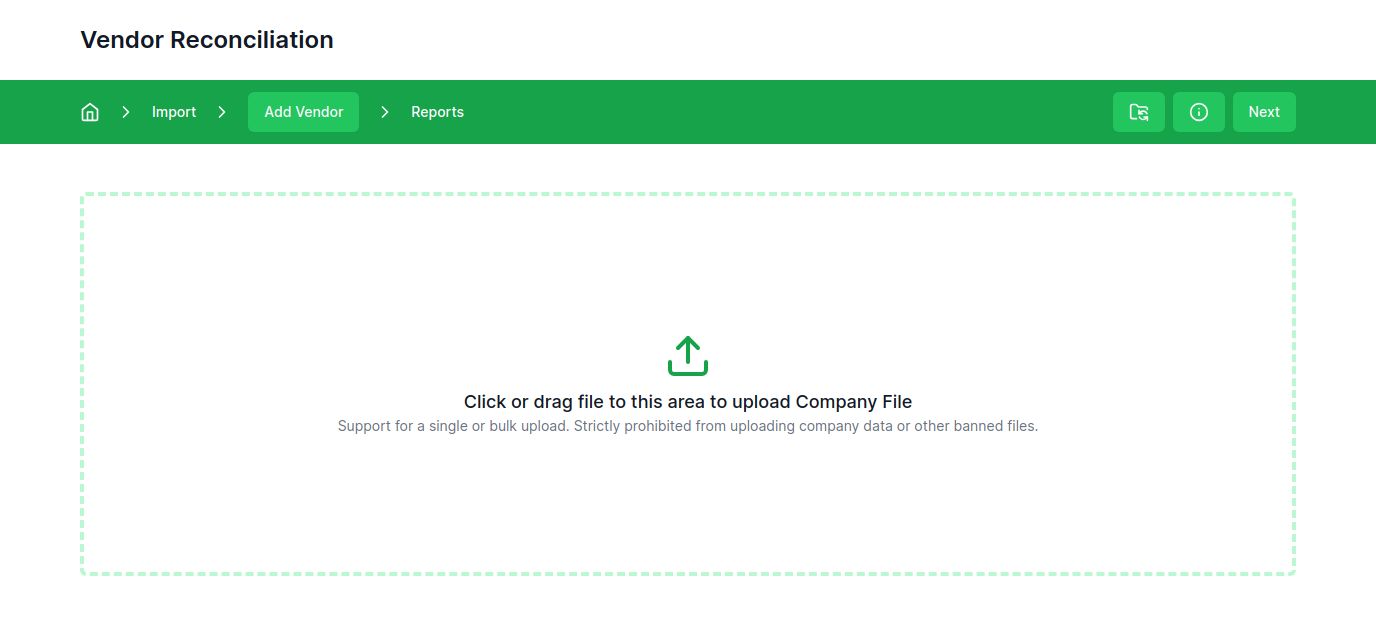 Vendor Reconciliation
Import
Add Vendor
Reports
Next
Click or drag file to this area to upload Company File
Support for a single or bulk upload. Strictly prohibited from uploading company data or other banned files.